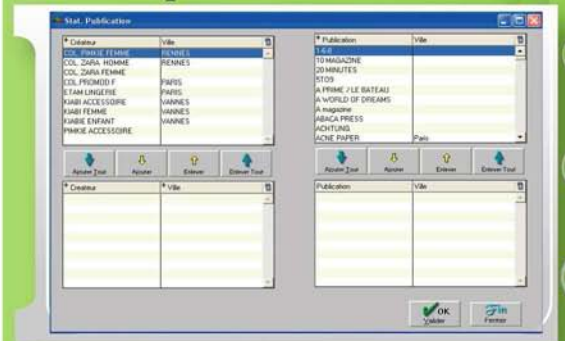 Stat. Publication
Créateur Ville
COL. PIMKIE FEMME RENNES
COL. ZARA HOMME RENNES
COL. ZARA FEMME
COL.PROMOD F PARIS
ETAM LINGERIE PARIS
KIABI ACCESSOIRE VANNES
KIABI FEMME VANNES
KIABIE ENFANT VANNES
PIMKIE ACCESSOIRE
Ajouter Tout Ajouter Enlever Enlever Tout
Createur Ville
Publication Ville
1-6-8
10 MAGAZINE
20 MINUTES
5TO9
A PRIME / LE BATEAU
A WORLD OF DREAMS
A magazine
ABACA PRESS
ACHTUNG
ACNE PAPER Paris
Ajouter Tout Ajouter Enlever Enlever Tout
Publication Ville
OK
Valider
Fin
Fermer